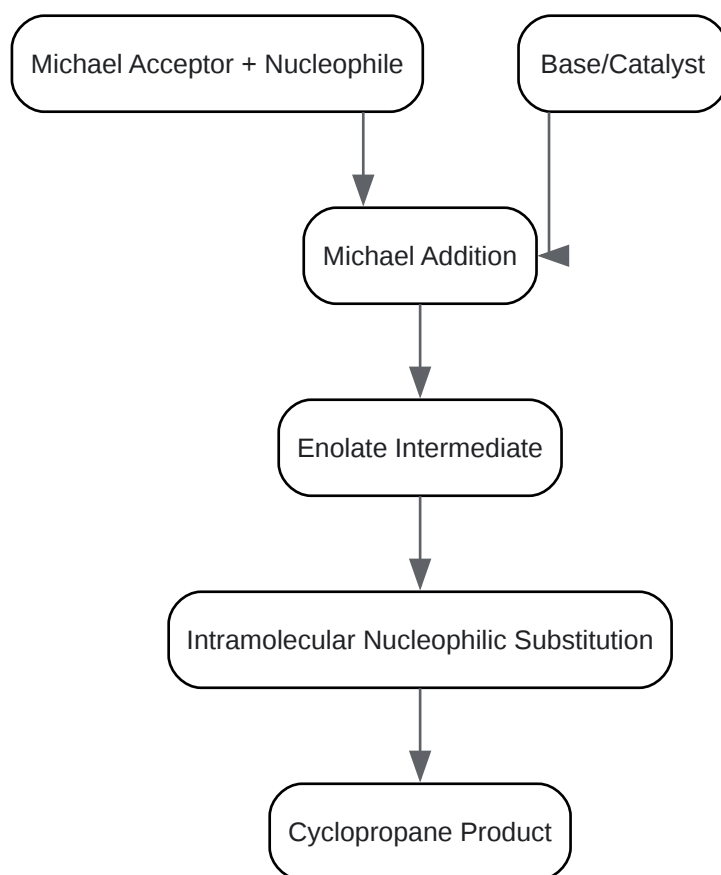 Michael Acceptor + Nucleophile
Base/Catalyst
Michael Addition
Enolate Intermediate
Intramolecular Nucleophilic Substitution
Cyclopropane Product